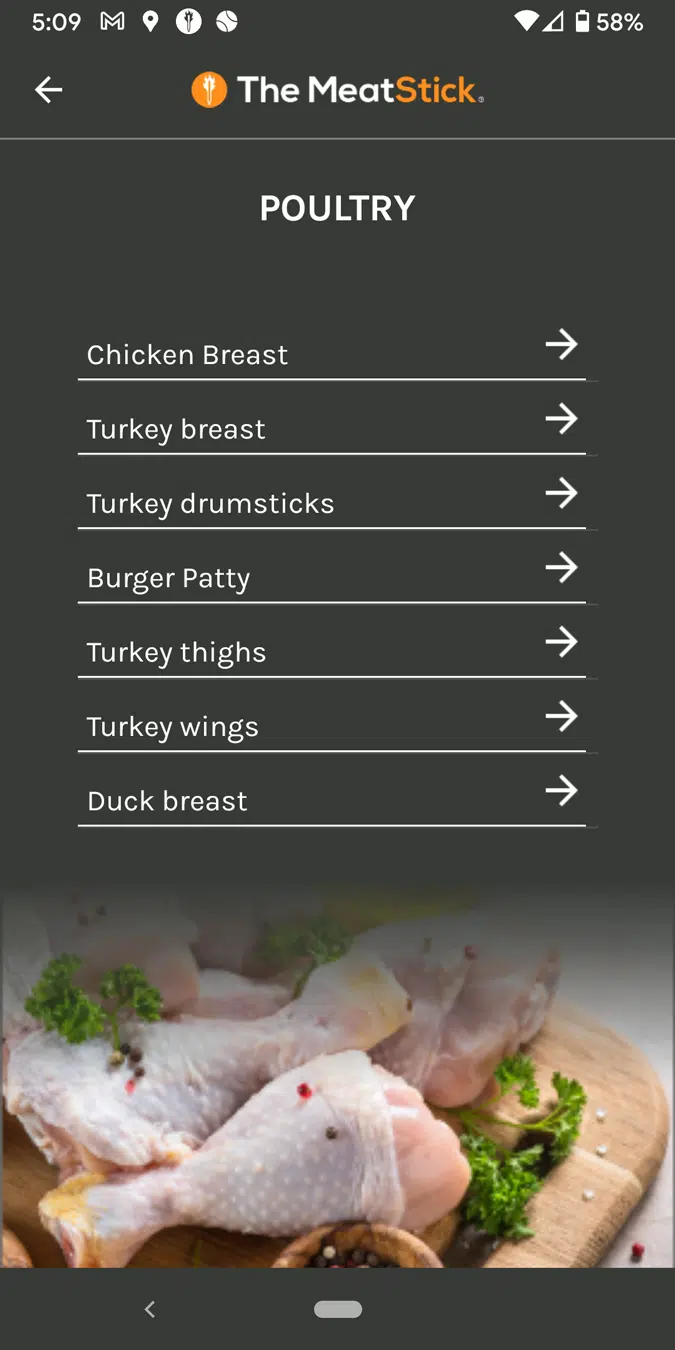 5:09 58%
The MeatStick®
POULTRY
Chicken Breast
Turkey breast
Turkey drumsticks
Burger Patty
Turkey thighs
Turkey wings
Duck breast